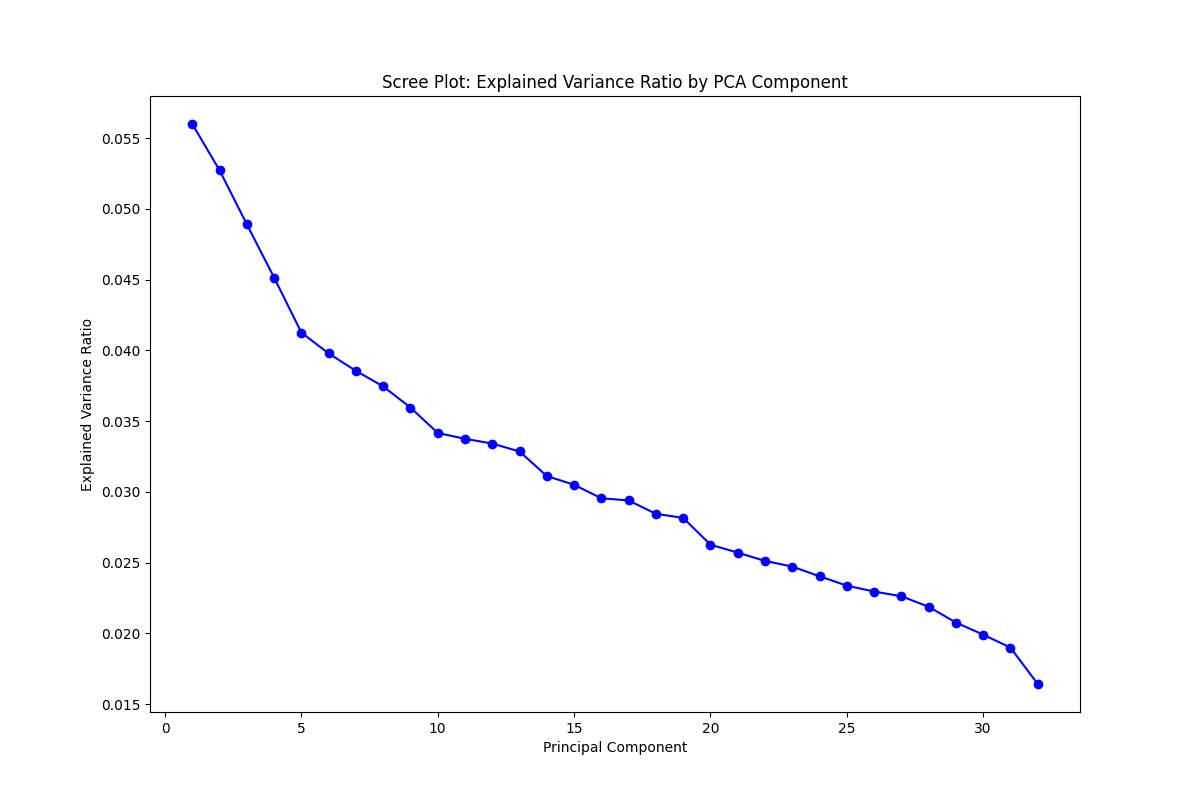 Scree Plot: Explained Variance Ratio by PCA Component
Explained Variance Ratio
0.055
0.050
0.045
0.040
0.035
0.030
0.025
0.020
0.015
0 5 10 15 20 25 30
Principal Component